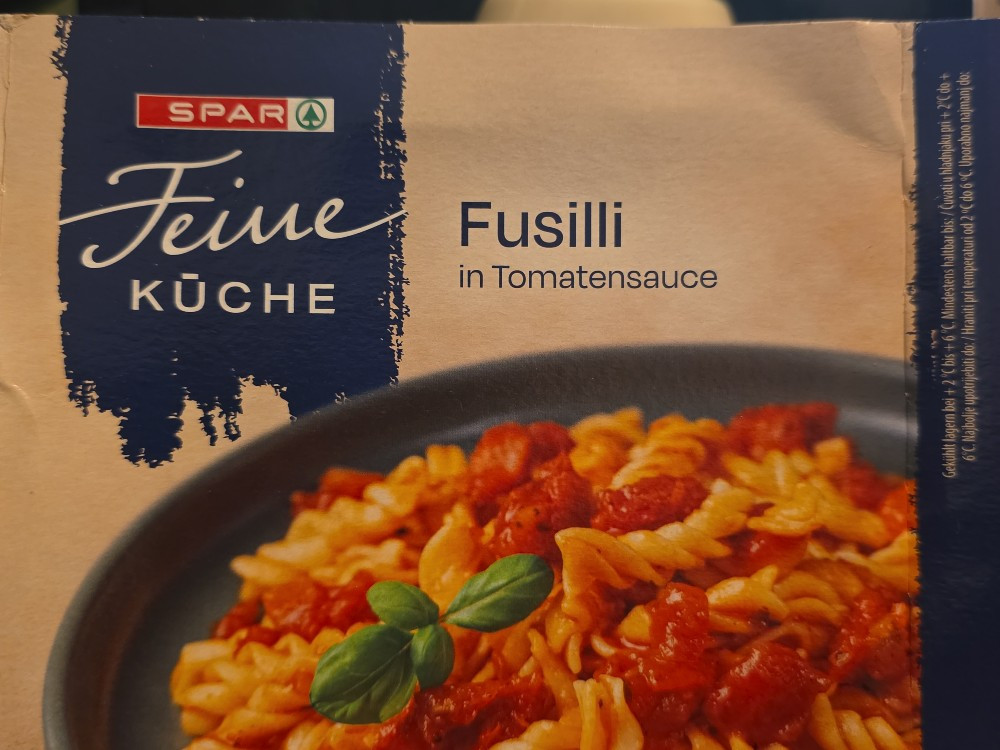 SPAR
Feine
KÜCHE
Fusilli
in Tomatensauce
Gekühlt lagern bei + 2 °C bis + 6 °C. Mindestens haltbar bis: / Čuvati u hladnjaku pri + 2 °C do +
6 °C. Najbolje upotrijebiti do: / Hraniti pri temperaturi od 2 °C do 6 °C. Uporabno najmanj do: